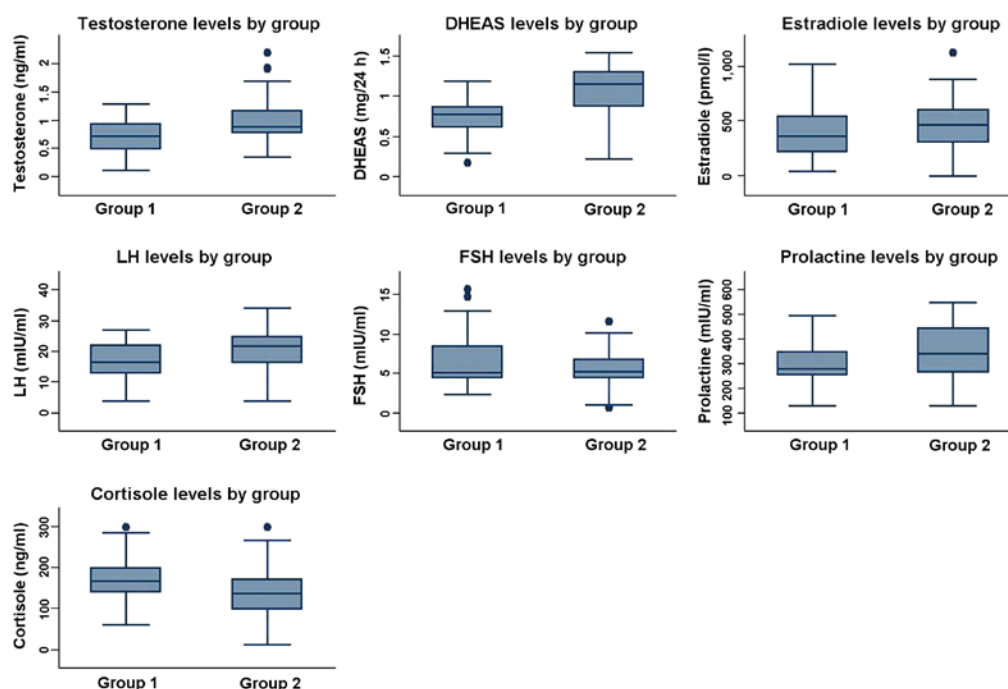 Testosterone levels by group
Testosterone (ng/ml)
2
1.5
1
0.5
0
Group 1 Group 2
DHEAS levels by group
DHEAS (mg/24 h)
1.5
1
0.5
0
Group 1 Group 2
Estradiole levels by group
Estradiole (pmol/l)
1,000
500
0
Group 1 Group 2
LH levels by group
LH (mIU/ml)
40
30
20
10
0
Group 1 Group 2
FSH levels by group
FSH (mIU/ml)
15
10
5
0
Group 1 Group 2
Prolactine levels by group
Prolactine (mIU/ml)
600
500
400
300
200
100
Group 1 Group 2
Cortisole levels by group
Cortisole (ng/ml)
300
200
100
0
Group 1 Group 2